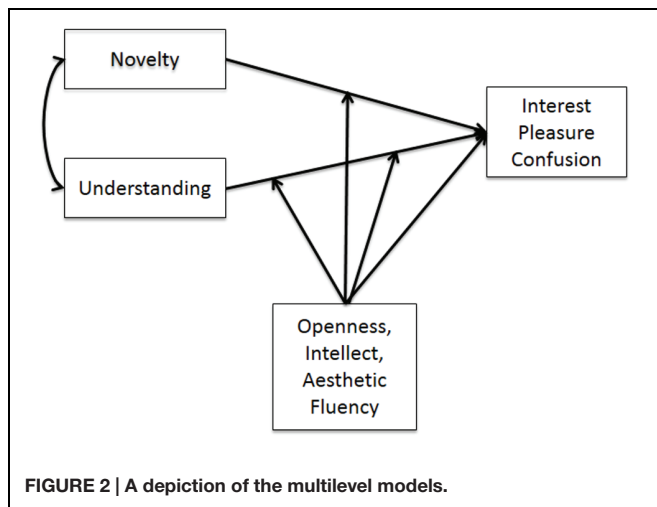 Novelty
Understanding
Interest
Pleasure
Confusion
Openness,
Intellect,
Aesthetic
Fluency
FIGURE 2 | A depiction of the multilevel models.